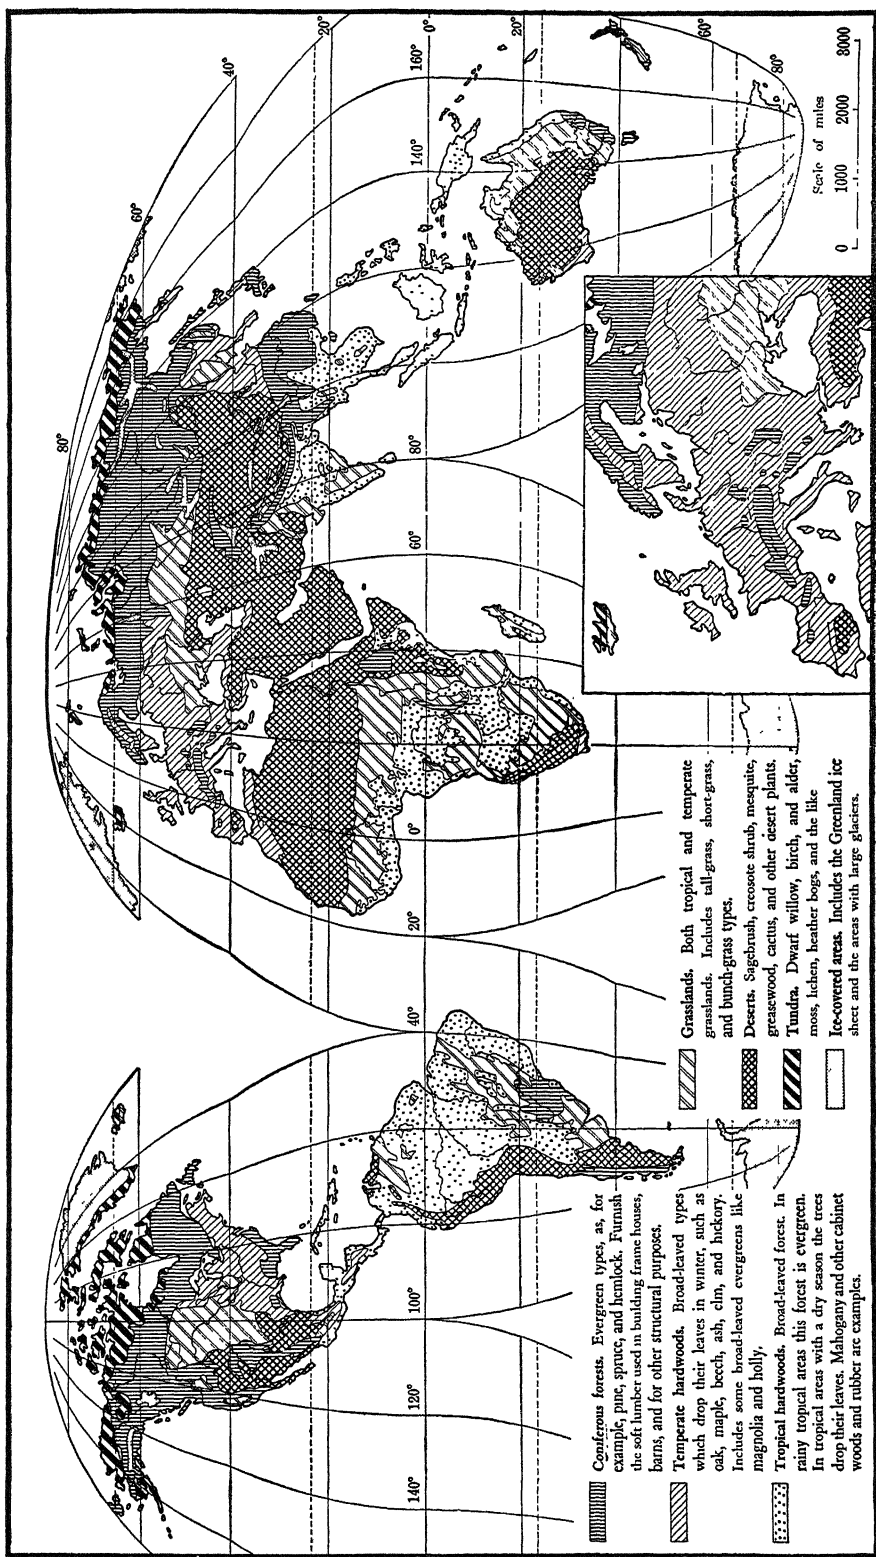 Coniferous forests. Evergreen types, as, for
example, pine, spruce, and hemlock. Furnish
the soft lumber used in building frame houses,
barns, and for other structural purposes.
Temperate hardwoods. Broad-leaved types
which drop their leaves in winter, such as
oak, maple, beech, ash, elm, and hickory.
Includes some broad-leaved evergreens like
magnolia and holly.
Tropical hardwoods. Broad-leaved forest. In
rainy tropical areas this forest is evergreen.
In tropical areas with a dry season the trees
drop their leaves. Mahogany and other cabinet
woods and rubber are examples.
Grasslands. Both tropical and temperate
grasslands. Includes tall-grass, short-grass,
and bunch-grass types.
Deserts. Sagebrush, creosote shrub, mesquite,
greasewood, cactus, and other desert plants.
Tundra. Dwarf willow, birch, and alder,
moss, lichen, heather bogs, and the like
Ice-covered areas. Includes the Greenland ice
sheet and the areas with large glaciers.
80°
60°
40°
20°
0°
20°
60°
80°
140°
120°
100°
40°
20°
0°
60°
80°
140°
160°
Scale of miles
0 1000 2000 3000